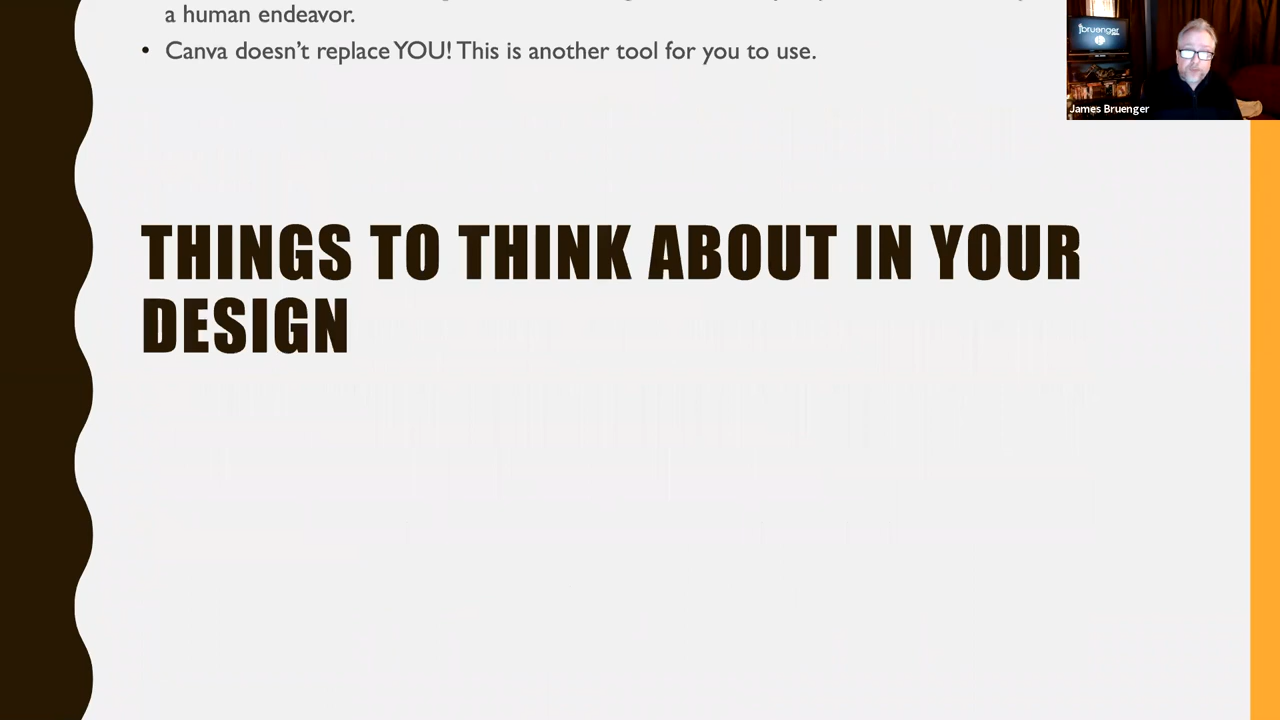 a human endeavor.
• Canva doesn’t replace YOU! This is another tool for you to use.
THINGS TO THINK ABOUT IN YOUR
DESIGN
jbruenger
James Bruenger